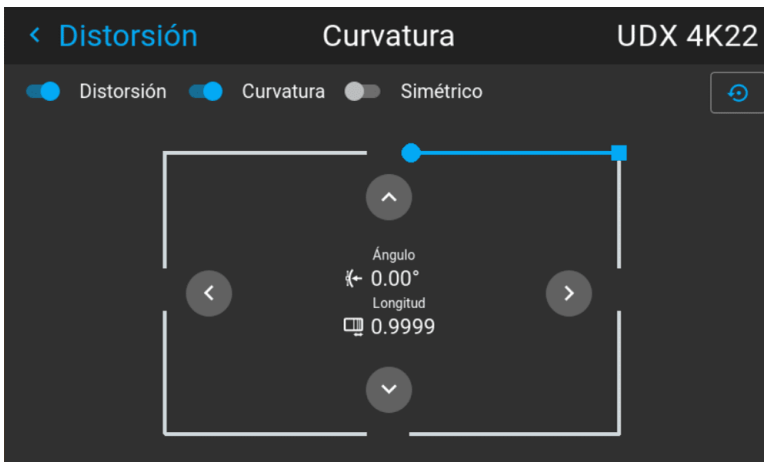 Distorsión Curvatura UDX 4K22
Distorsión Curvatura Simétrico
Ángulo
0.00°
Longitud
0.9999